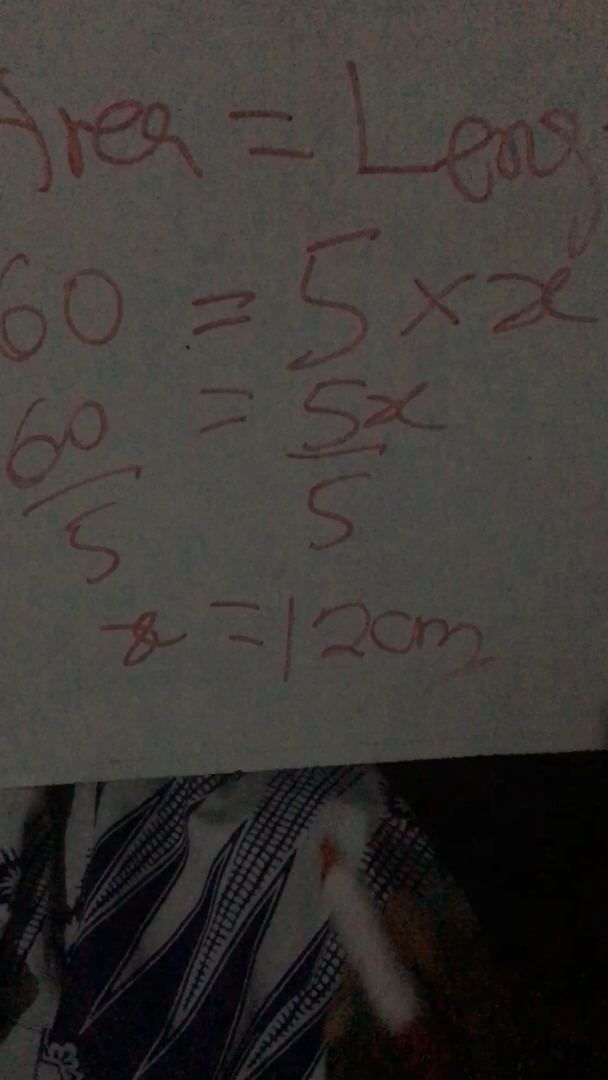 Area = Leng
60 = 5 × x
60/5 = 5x/5
x = 12cm